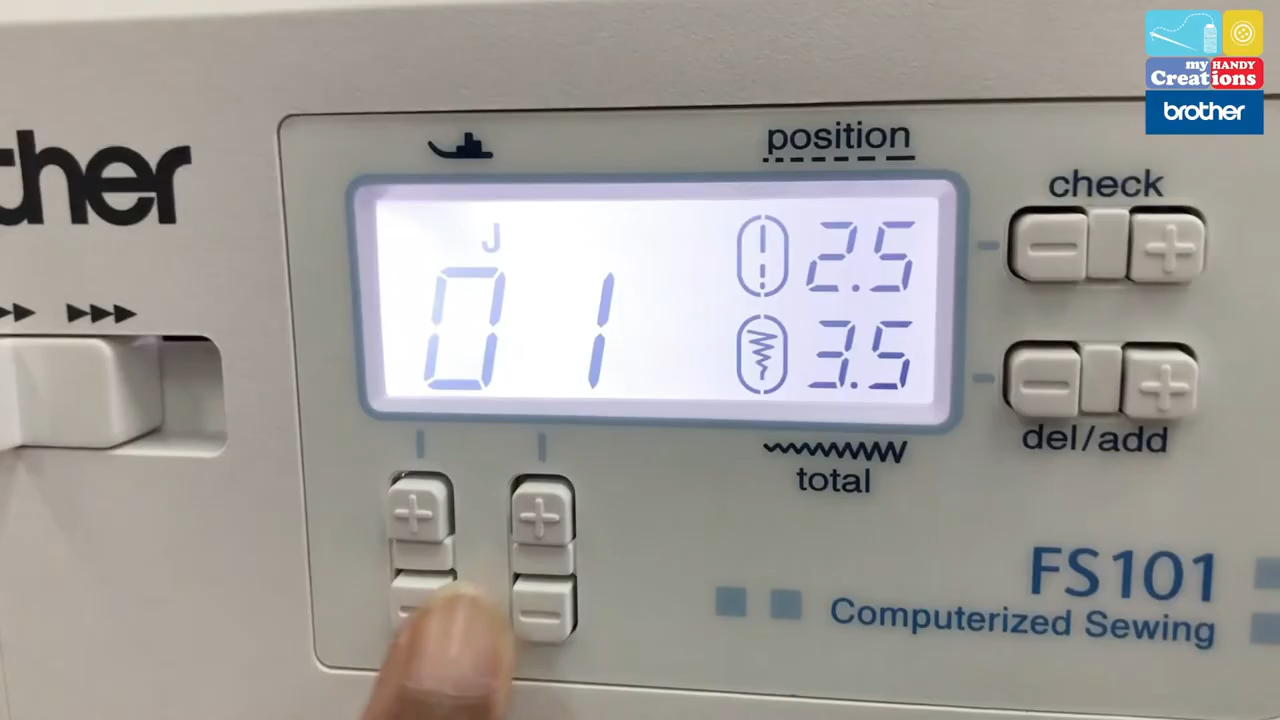 my HANDY
Creations
brother
ther
position
check
J
01
2.5
3.5
del/add
total
FS101
Computerized Sewing